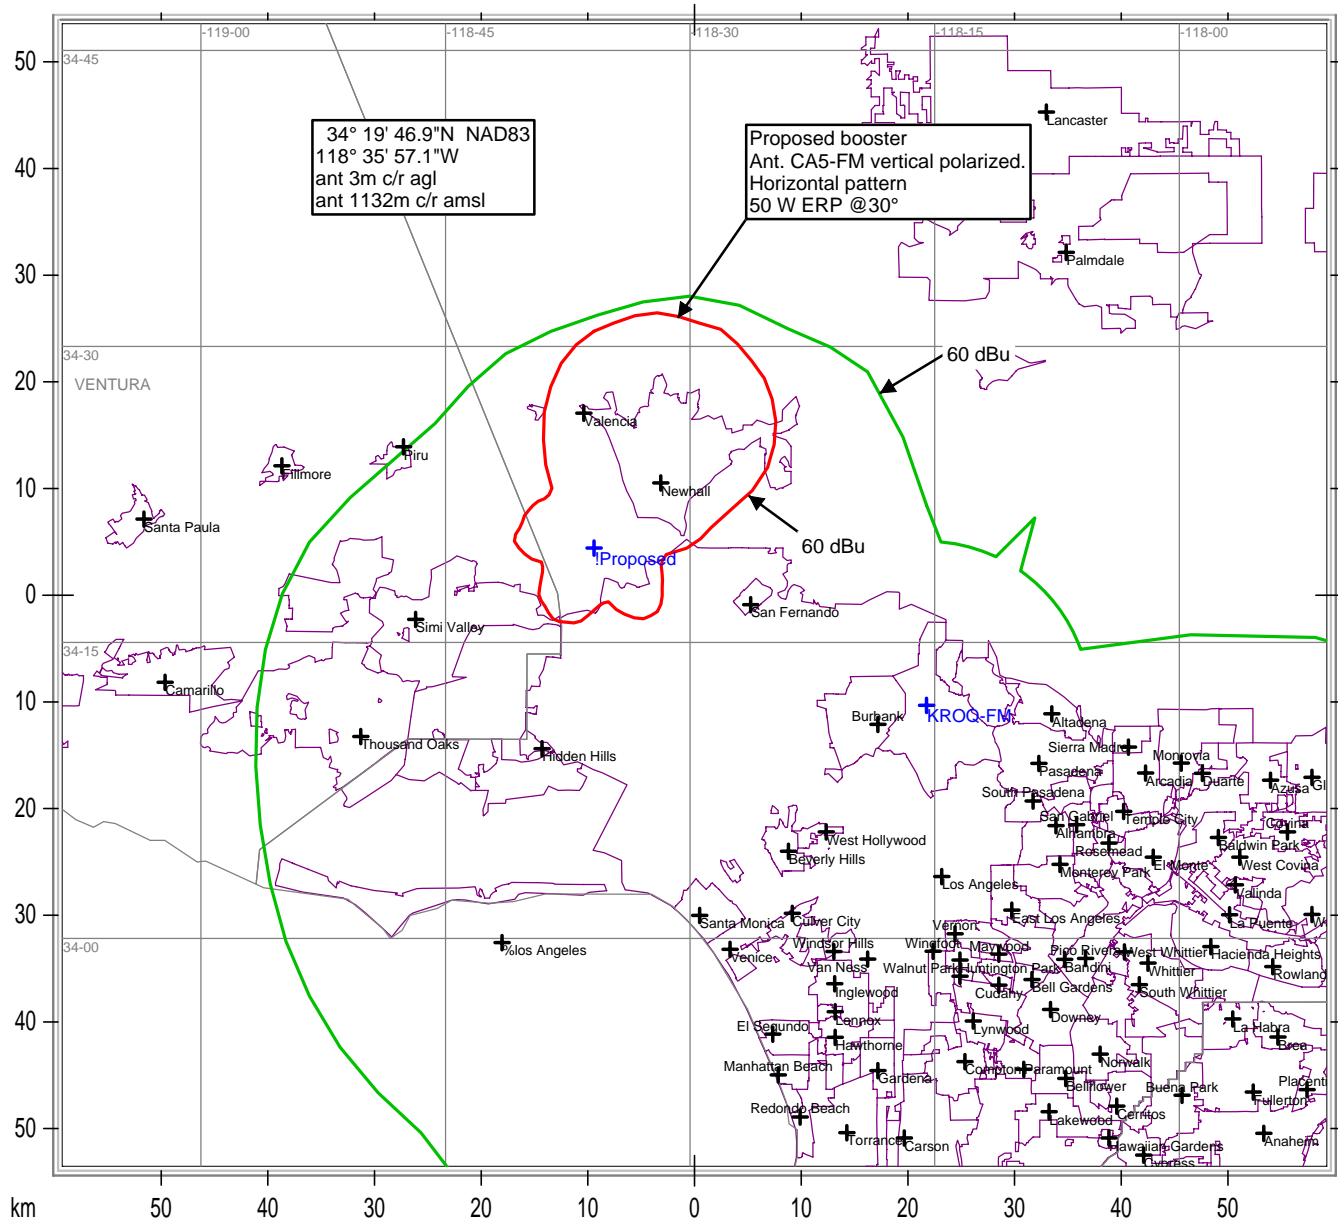 -119-00
-118-45
-118-30
-118-15
-118-00
50
34-45
34° 19' 46.9"N NAD83
118° 35' 57.1"W
ant 3m c/r agl
ant 1132m c/r amsl
Proposed booster
Ant. CA5-FM vertical polarized.
Horizontal pattern
50 W ERP @30°
Lancaster
40
Palmdale
30
34-30
60 dBu
VENTURA
20
Valencia
Piru
Fillmore
Newhall
10
Santa Paula
60 dBu
!Proposed
0
San Fernando
Simi Valley
34-15
Camarillo
10
Burbank
KROQ-FM
Altadena
Thousand Oaks
Hidden Hills
Sierra Madre
Monrovia
Pasadena
Arcadia
Duarte
Azusa
Gl
South Pasadena
20
San Gabriel
Temple City
Covina
West Hollywood
Alhambra
Baldwin Park
Beverly Hills
Rosemead
El Monte
West Covina
Monterey Park
Los Angeles
Valinda
30
Santa Monica
Culver City
East Los Angeles
La Puente
W
34-00
Vernon
%los Angeles
Venice
Windsor Hills
Wingfoot
Maywood
Pico Rivera
West Whittier
Hacienda Heights
Van Ness
Walnut Park
Huntington Park
Bandini
Whittier
Rowland
Inglewood
Cudahy
Bell Gardens
South Whittier
40
El Segundo
Lennox
Lynwood
Downey
La Habra
Hawthorne
Brea
Manhattan Beach
Gardena
Compton
Paramount
Norwalk
Bellflower
Buena Park
Placenti
Fullerton
Redondo Beach
Lakewood
Cerritos
50
Torrance
Carson
Hawaiian Gardens
Anaheim
Cypress
km
50
40
30
20
10
0
10
20
30
40
50